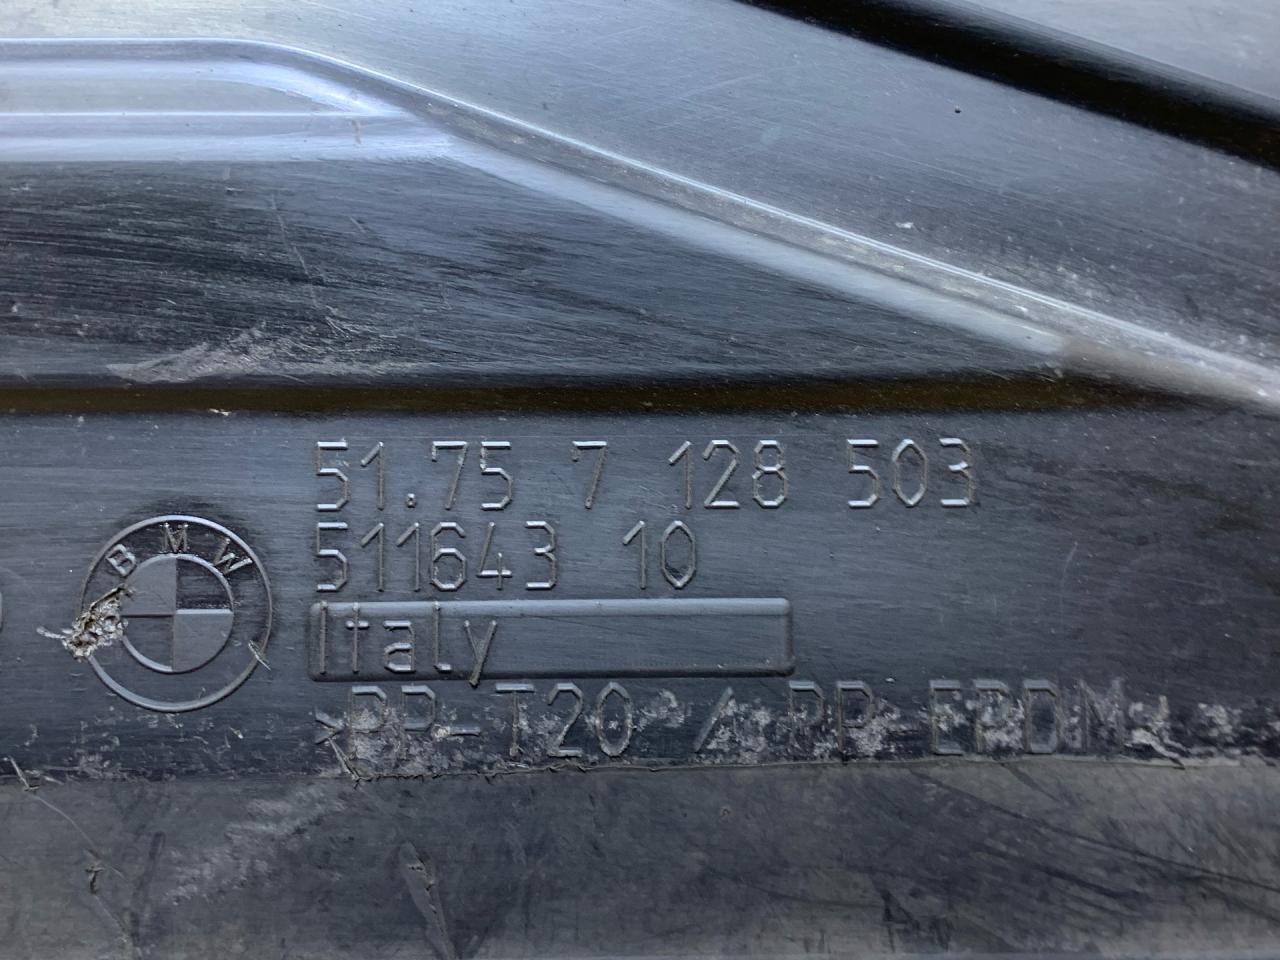 51.75 7 128 503
511643 10
BMW
Italy
>PP-T20 / PP-EPDM<